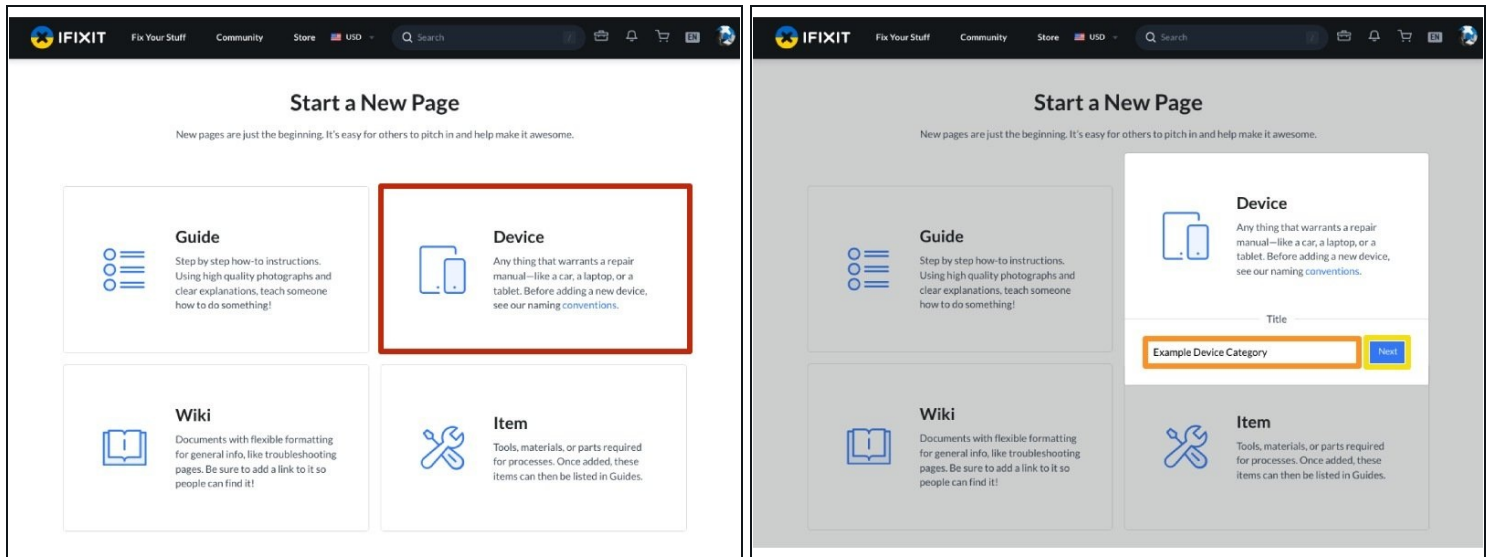 IFIXIT Fix Your Stuff Community Store USD Search EN
Start a New Page
New pages are just the beginning. It's easy for others to pitch in and help make it awesome.
Guide
Step by step how-to instructions.
Using high quality photographs and
clear explanations, teach someone
how to do something!
Device
Any thing that warrants a repair
manual—like a car, a laptop, or a
tablet. Before adding a new device,
see our naming conventions.
Wiki
Documents with flexible formatting
for general info, like troubleshooting
pages. Be sure to add a link to it so
people can find it!
Item
Tools, materials, or parts required
for processes. Once added, these
items can then be listed in Guides.
IFIXIT Fix Your Stuff Community Store USD Search EN
Start a New Page
New pages are just the beginning. It's easy for others to pitch in and help make it awesome.
Guide
Step by step how-to instructions.
Using high quality photographs and
clear explanations, teach someone
how to do something!
Device
Any thing that warrants a repair
manual—like a car, a laptop, or a
tablet. Before adding a new device,
see our naming conventions.
Title
Example Device Category Next
Wiki
Documents with flexible formatting
for general info, like troubleshooting
pages. Be sure to add a link to it so
people can find it!
Item
Tools, materials, or parts required
for processes. Once added, these
items can then be listed in Guides.